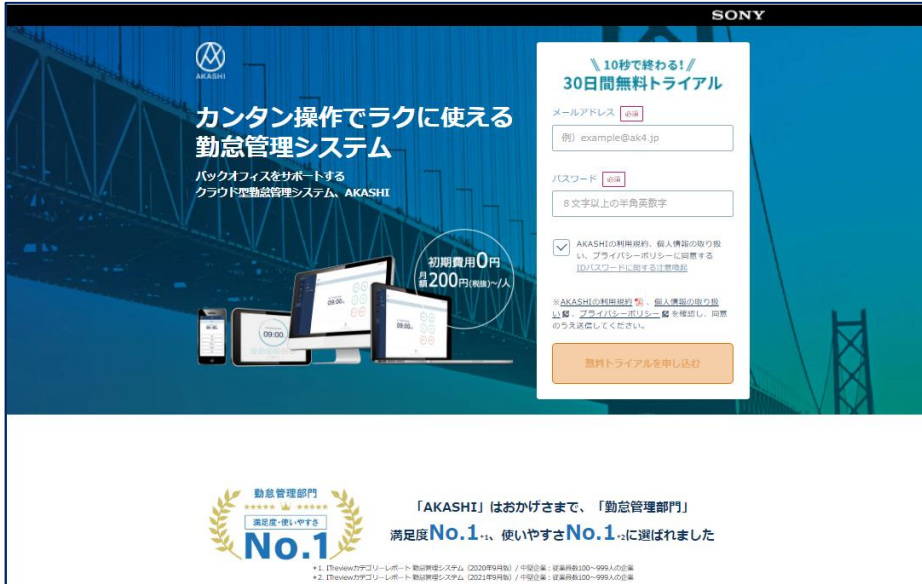 SONY
AKASHI
カンタン操作でラクに使える
勤怠管理システム
バックオフィスをサポートする
クラウド型勤怠管理システム、AKASHI
初期費用0円
月額200円(税抜)~/人
09:00
09:00
\\ 10秒で終わる! //
30日間無料トライアル
メールアドレス 必須
例）example@ak4.jp
パスワード 必須
8文字以上の半角英数字
AKASHIの利用規約、個人情報の取り扱
い、プライバシーポリシーに同意する
IDパスワードに関する注意喚起
※AKASHIの利用規約、個人情報の取り扱
い、プライバシーポリシーを確認し、同意
のうえ送信してください。
無料トライアルを申し込む
勤怠管理部門
満足度・使いやすさ
No.1
「AKASHI」はおかげさまで、「勤怠管理部門」
満足度No.1*1、使いやすさNo.1*2に選ばれました
*1. ITreviewカテゴリーレポート 勤怠管理システム（2020年9月版）/ 中堅企業：従業員数100～999人の企業
*2. ITreviewカテゴリーレポート 勤怠管理システム（2021年9月版）/ 中堅企業：従業員数100～999人の企業